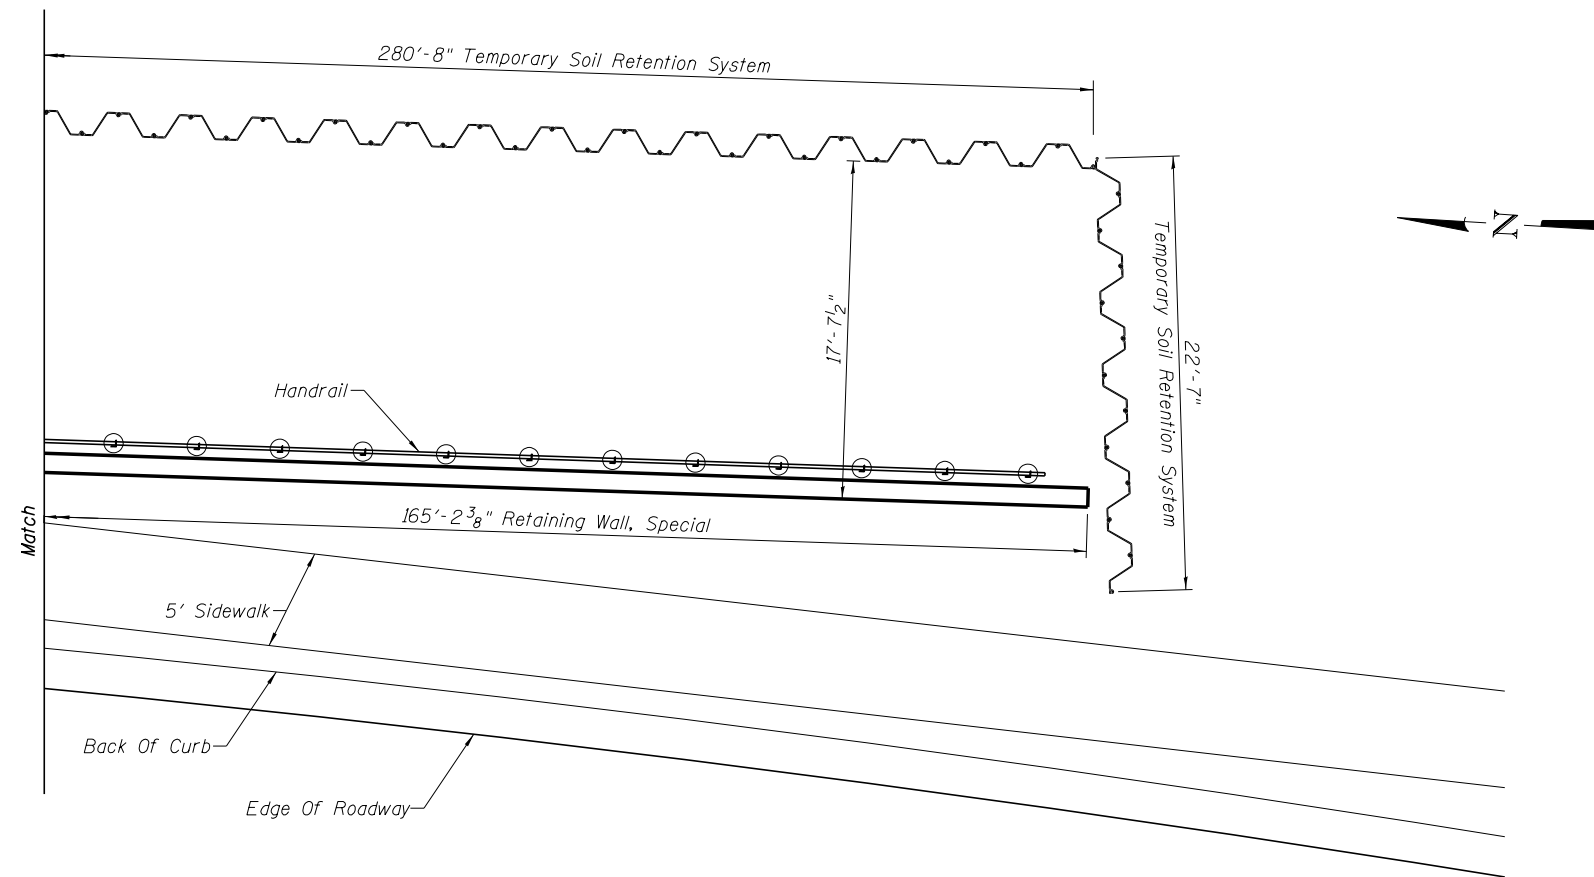 280'-8" Temporary Soil Retention System
N
Temporary Soil Retention System
22'-7"
17'-7½"
Handrail
165'-2⅜" Retaining Wall, Special
Match
5' Sidewalk
Back Of Curb
Edge Of Roadway